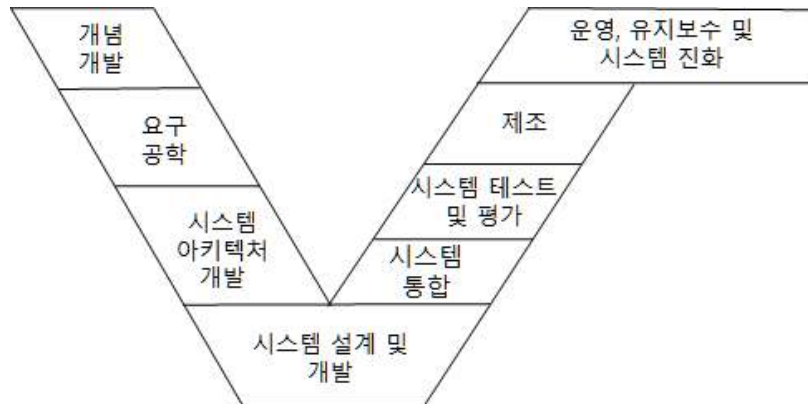 개념
개발
요구
공학
시스템
아키텍처
개발
시스템 설계 및
개발
시스템
통합
시스템 테스트
및 평가
제조
운영, 유지보수 및
시스템 진화